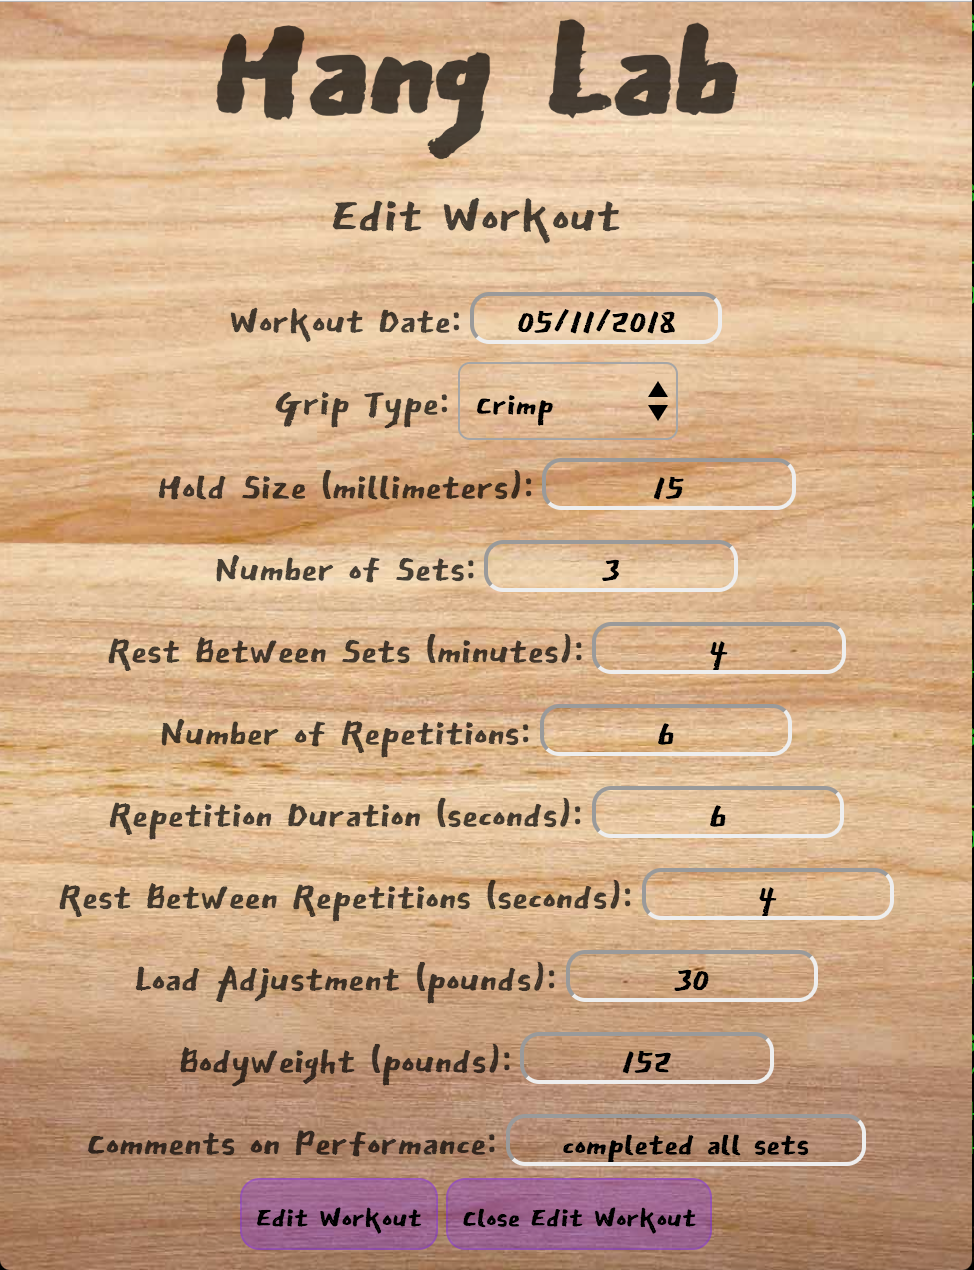 Hang Lab
Edit Workout
Workout Date: 05/11/2018
Grip Type: Crimp
Hold Size (millimeters): 15
Number of Sets: 3
Rest Between Sets (minutes): 4
Number of Repetitions: 6
Repetition Duration (seconds): 6
Rest Between Repetitions (seconds): 4
Load Adjustment (pounds): 30
Bodyweight (pounds): 152
Comments on Performance: completed all sets
Edit Workout Close Edit Workout